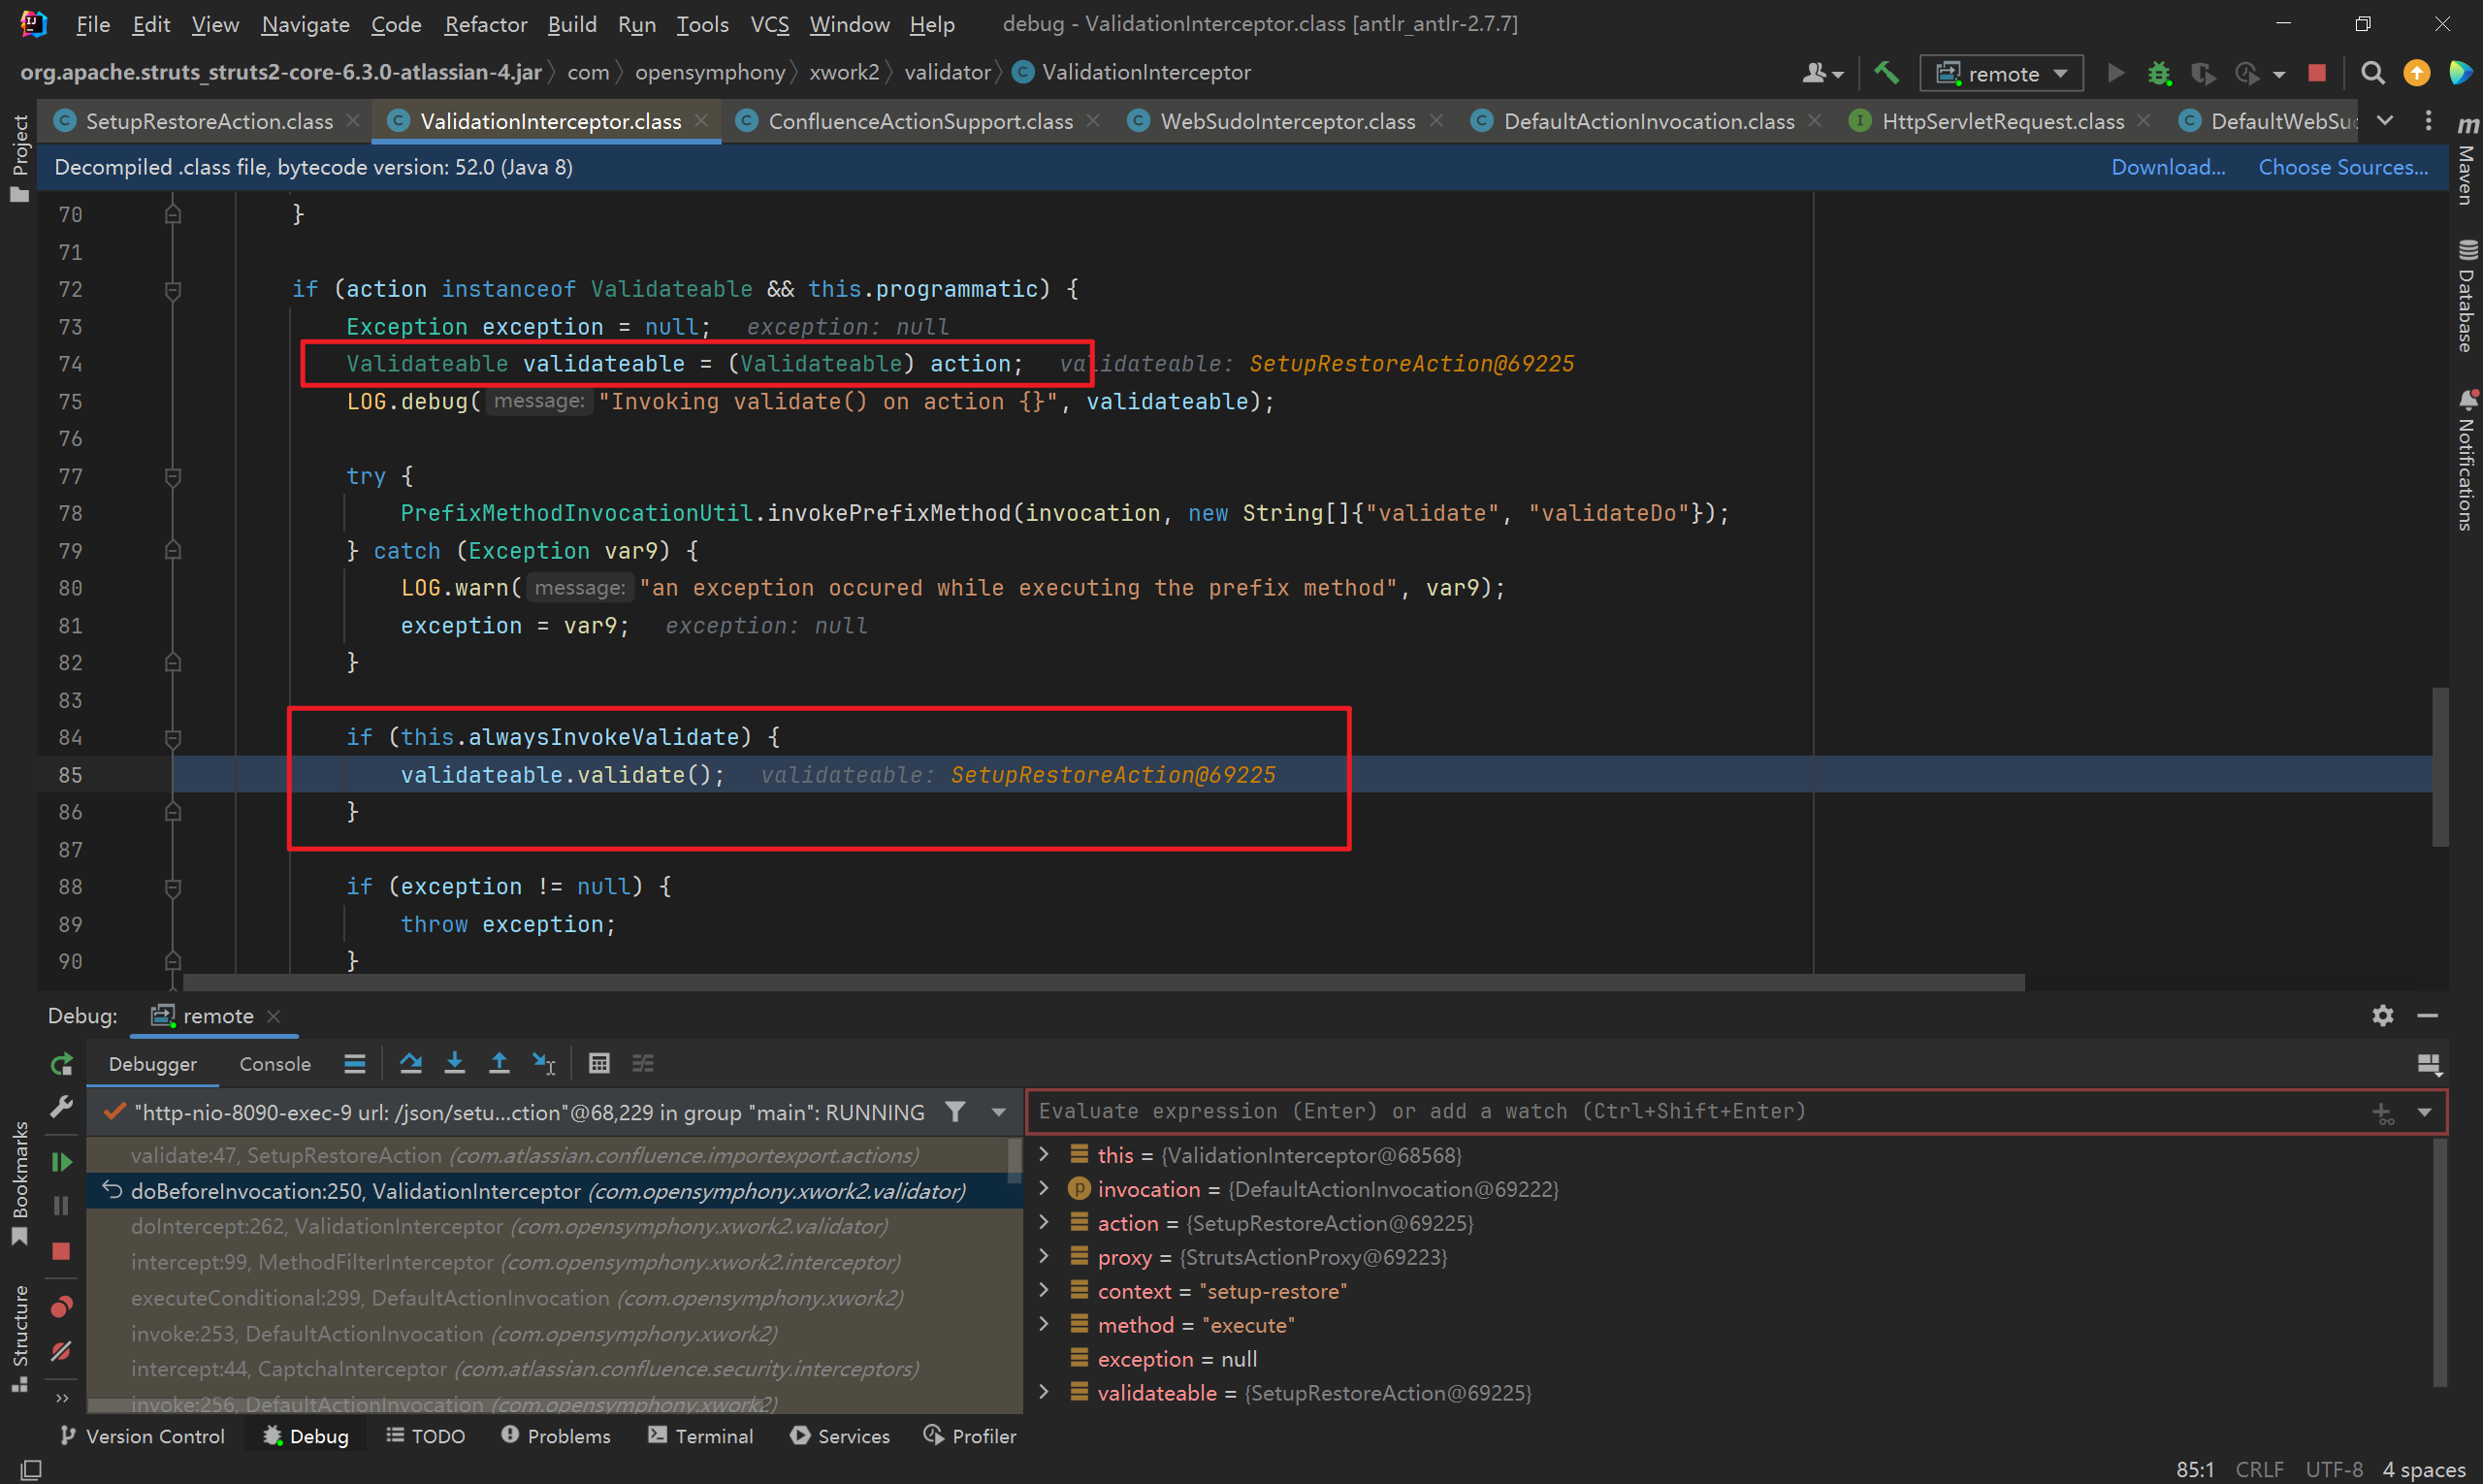 File Edit View Navigate Code Refactor Build Run Tools VCS Window Help debug - ValidationInterceptor.class [antlr_antlr-2.7.7]
org.apache.struts_struts2-core-6.3.0-atlassian-4.jar com opensymphony xwork2 validator C ValidationInterceptor remote
C SetupRestoreAction.class C ValidationInterceptor.class C ConfluenceActionSupport.class C WebSudoInterceptor.class C DefaultActionInvocation.class I HttpServletRequest.class C DefaultWebSu
Decompiled .class file, bytecode version: 52.0 (Java 8) Download... Choose Sources...
Project
Bookmarks
Structure
m Maven
Database
Notifications
70 }
71
72 if (action instanceof Validateable && this.programmatic) {
73 Exception exception = null; exception: null
74 Validateable validateable = (Validateable) action; validateable: SetupRestoreAction@69225
75 LOG.debug( message: "Invoking validate() on action {}", validateable);
76
77 try {
78 PrefixMethodInvocationUtil.invokePrefixMethod(invocation, new String[]{"validate", "validateDo"});
79 } catch (Exception var9) {
80 LOG.warn( message: "an exception occured while executing the prefix method", var9);
81 exception = var9; exception: null
82 }
83
84 if (this.alwaysInvokeValidate) {
85 validateable.validate(); validateable: SetupRestoreAction@69225
86 }
87
88 if (exception != null) {
89 throw exception;
90 }
Debug: remote
Debugger Console
"http-nio-8090-exec-9 url: /json/setu...ction"@68,229 in group "main": RUNNING
validate:47, SetupRestoreAction (com.atlassian.confluence.importexport.actions)
doBeforeInvocation:250, ValidationInterceptor (com.opensymphony.xwork2.validator)
doIntercept:262, ValidationInterceptor (com.opensymphony.xwork2.validator)
intercept:99, MethodFilterInterceptor (com.opensymphony.xwork2.interceptor)
executeConditional:299, DefaultActionInvocation (com.opensymphony.xwork2)
invoke:253, DefaultActionInvocation (com.opensymphony.xwork2)
intercept:44, CaptchaInterceptor (com.atlassian.confluence.security.interceptors)
invoke:256, DefaultActionInvocation (com.opensymphony.xwork2)
Evaluate expression (Enter) or add a watch (Ctrl+Shift+Enter)
this = {ValidationInterceptor@68568}
p invocation = {DefaultActionInvocation@69222}
action = {SetupRestoreAction@69225}
proxy = {StrutsActionProxy@69223}
context = "setup-restore"
method = "execute"
exception = null
validateable = {SetupRestoreAction@69225}
Version Control Debug TODO Problems Terminal Services Profiler
85:1 CRLF UTF-8 4 spaces